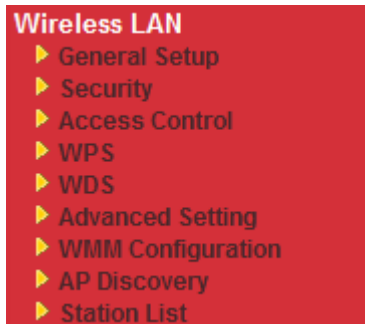 Wireless LAN
General Setup
Security
Access Control
WPS
WDS
Advanced Setting
WMM Configuration
AP Discovery
Station List